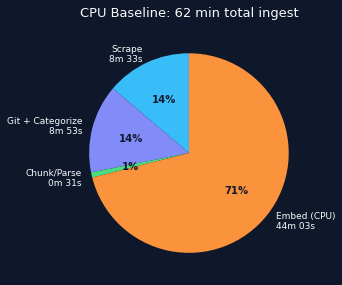 CPU Baseline: 62 min total ingest
Scrape
8m 33s
14%
Git + Categorize
8m 53s
14%
Chunk/Parse
0m 31s
1%
71%
Embed (CPU)
44m 03s